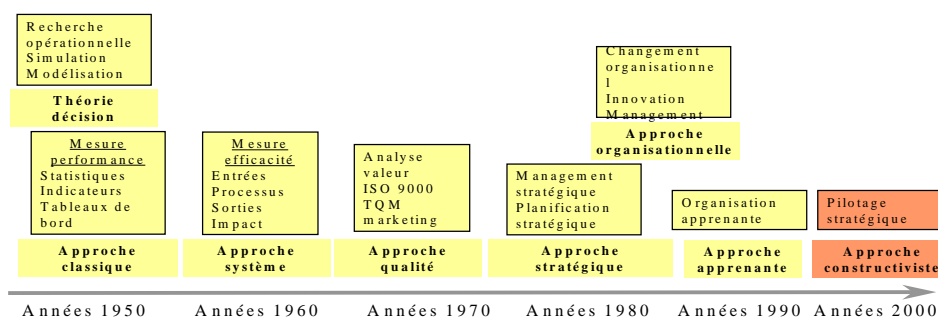 Recherche
opérationnelle
Simulation
Modélisation
Théorie
décision
Mesure
performance
Statistiques
Indicateurs
Tableaux de
bord
Approche
classique
Mesure
efficacité
Entrées
Processus
Sorties
Impact
Approche
système
Analyse
valeur
ISO 9000
TQM
marketing
Approche
qualité
Management
stratégique
Planification
stratégique
Approche
stratégique
Changement
organisationne
l
Innovation
Management
Approche
organisationnelle
Organisation
apprenante
Approche
apprenante
Pilotage
stratégique
Approche
constructiviste
Années 1950
Années 1960
Années 1970
Années 1980
Années 1990
Années 2000